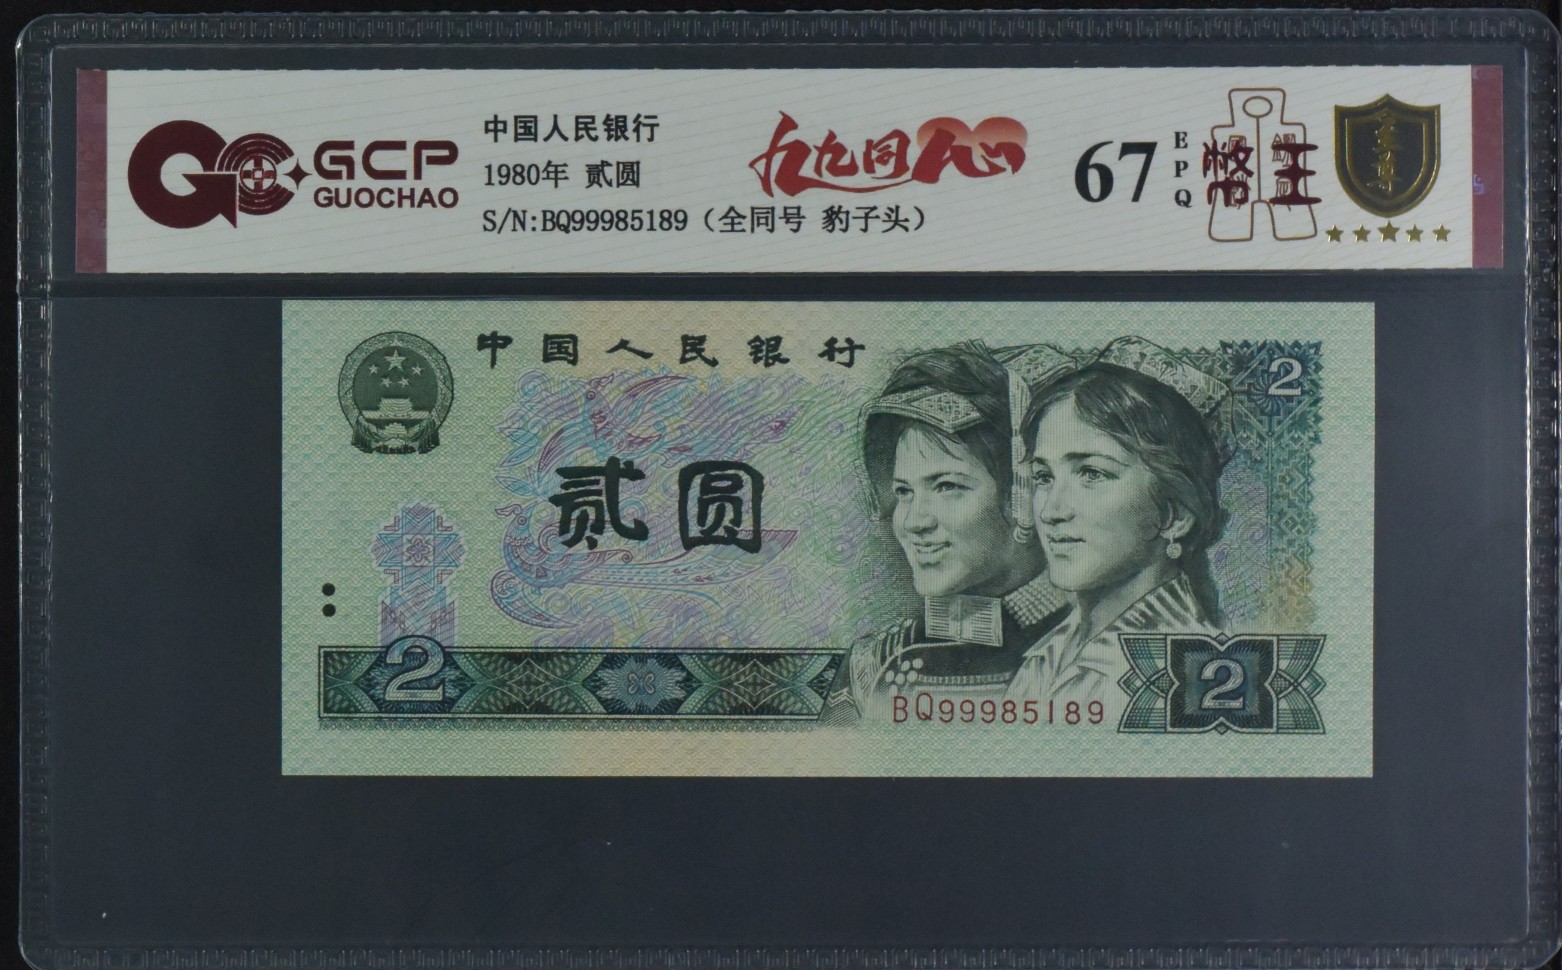 GCP
GUOCHAO
中国人民银行
1980年 贰圆
S/N:BQ99985189（全同号 豹子头）
九九同心
67
EPQ
至尊
中国人民银行
2
贰圆
2
2
BQ99985189